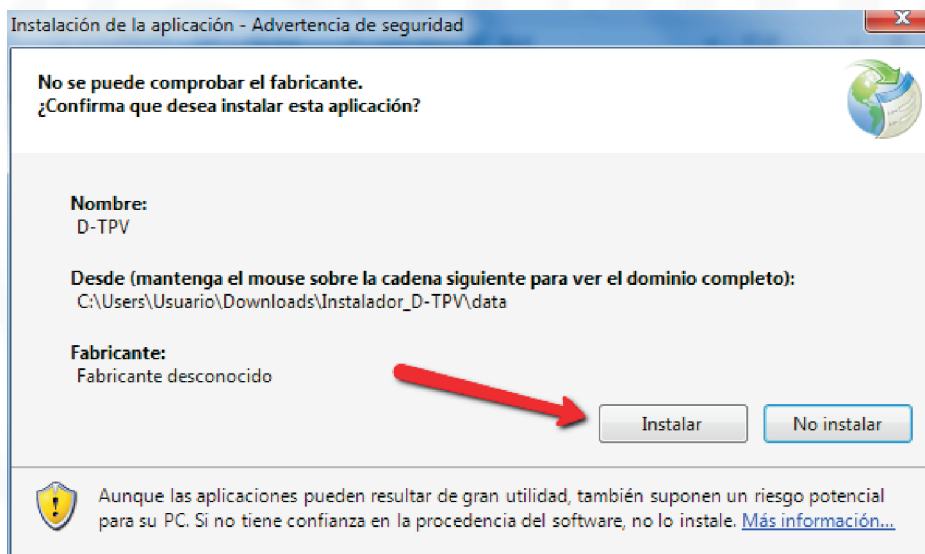 Instalación de la aplicación - Advertencia de seguridad
No se puede comprobar el fabricante.
¿Confirma que desea instalar esta aplicación?
Nombre:
D-TPV
Desde (mantenga el mouse sobre la cadena siguiente para ver el dominio completo):
C:\Users\Usuario\Downloads\Instalador_D-TPV\data
Fabricante:
Fabricante desconocido
Instalar
No instalar
Aunque las aplicaciones pueden resultar de gran utilidad, también suponen un riesgo potencial
para su PC. Si no tiene confianza en la procedencia del software, no lo instale. Más información...